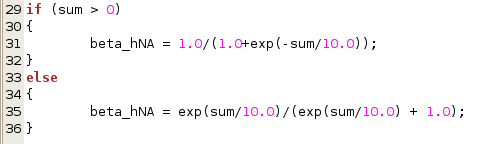 29 if (sum > 0)
30 {
31         beta_hNA = 1.0/(1.0+exp(-sum/10.0));
32 }
33 else
34 {
35         beta_hNA = exp(sum/10.0)/(exp(sum/10.0) + 1.0);
36 }